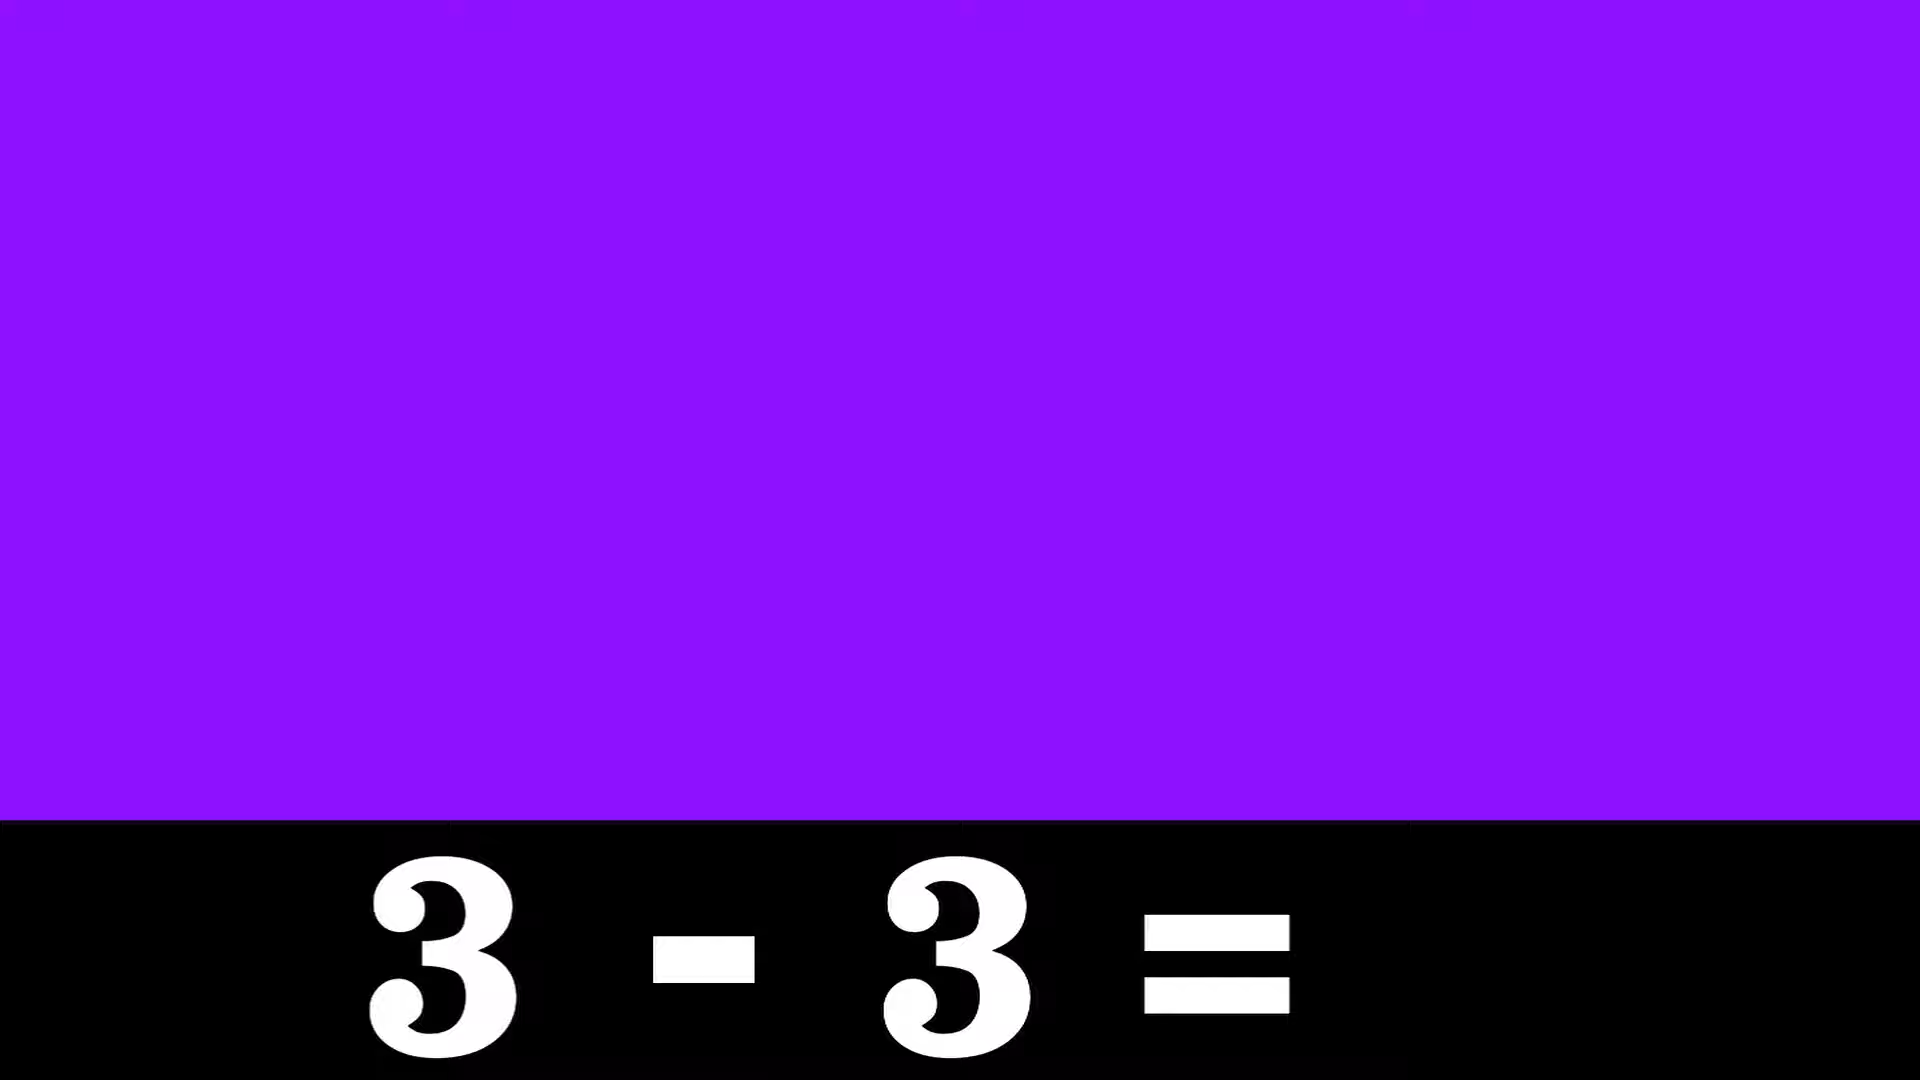 3 - 3 =